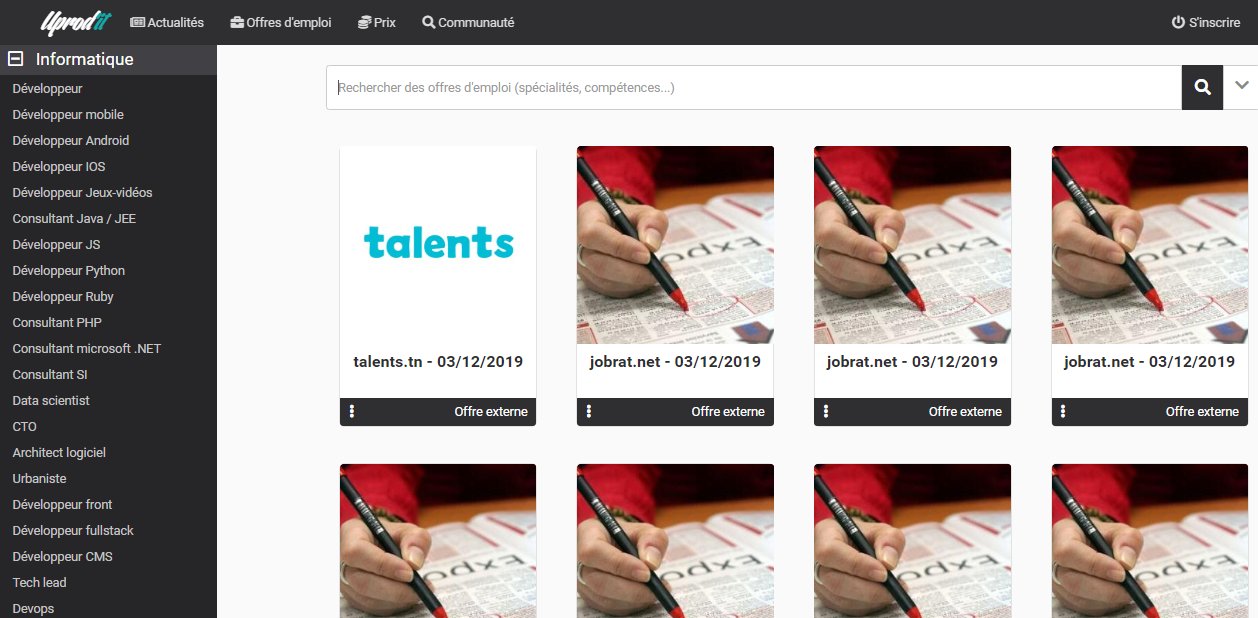 Uprodit
Actualités
Offres d'emploi
Prix
Communauté
S'inscrire
Informatique
Développeur
Développeur mobile
Développeur Android
Développeur IOS
Développeur Jeux-vidéos
Consultant Java / JEE
Développeur JS
Développeur Python
Développeur Ruby
Consultant PHP
Consultant microsoft .NET
Consultant SI
Data scientist
CTO
Architect logiciel
Urbaniste
Développeur front
Développeur fullstack
Développeur CMS
Tech lead
Devops
Rechercher des offres d'emploi (spécialités, compétences...)
talents
talents.tn - 03/12/2019
Offre externe
jobrat.net - 03/12/2019
Offre externe
jobrat.net - 03/12/2019
Offre externe
jobrat.net - 03/12/2019
Offre externe